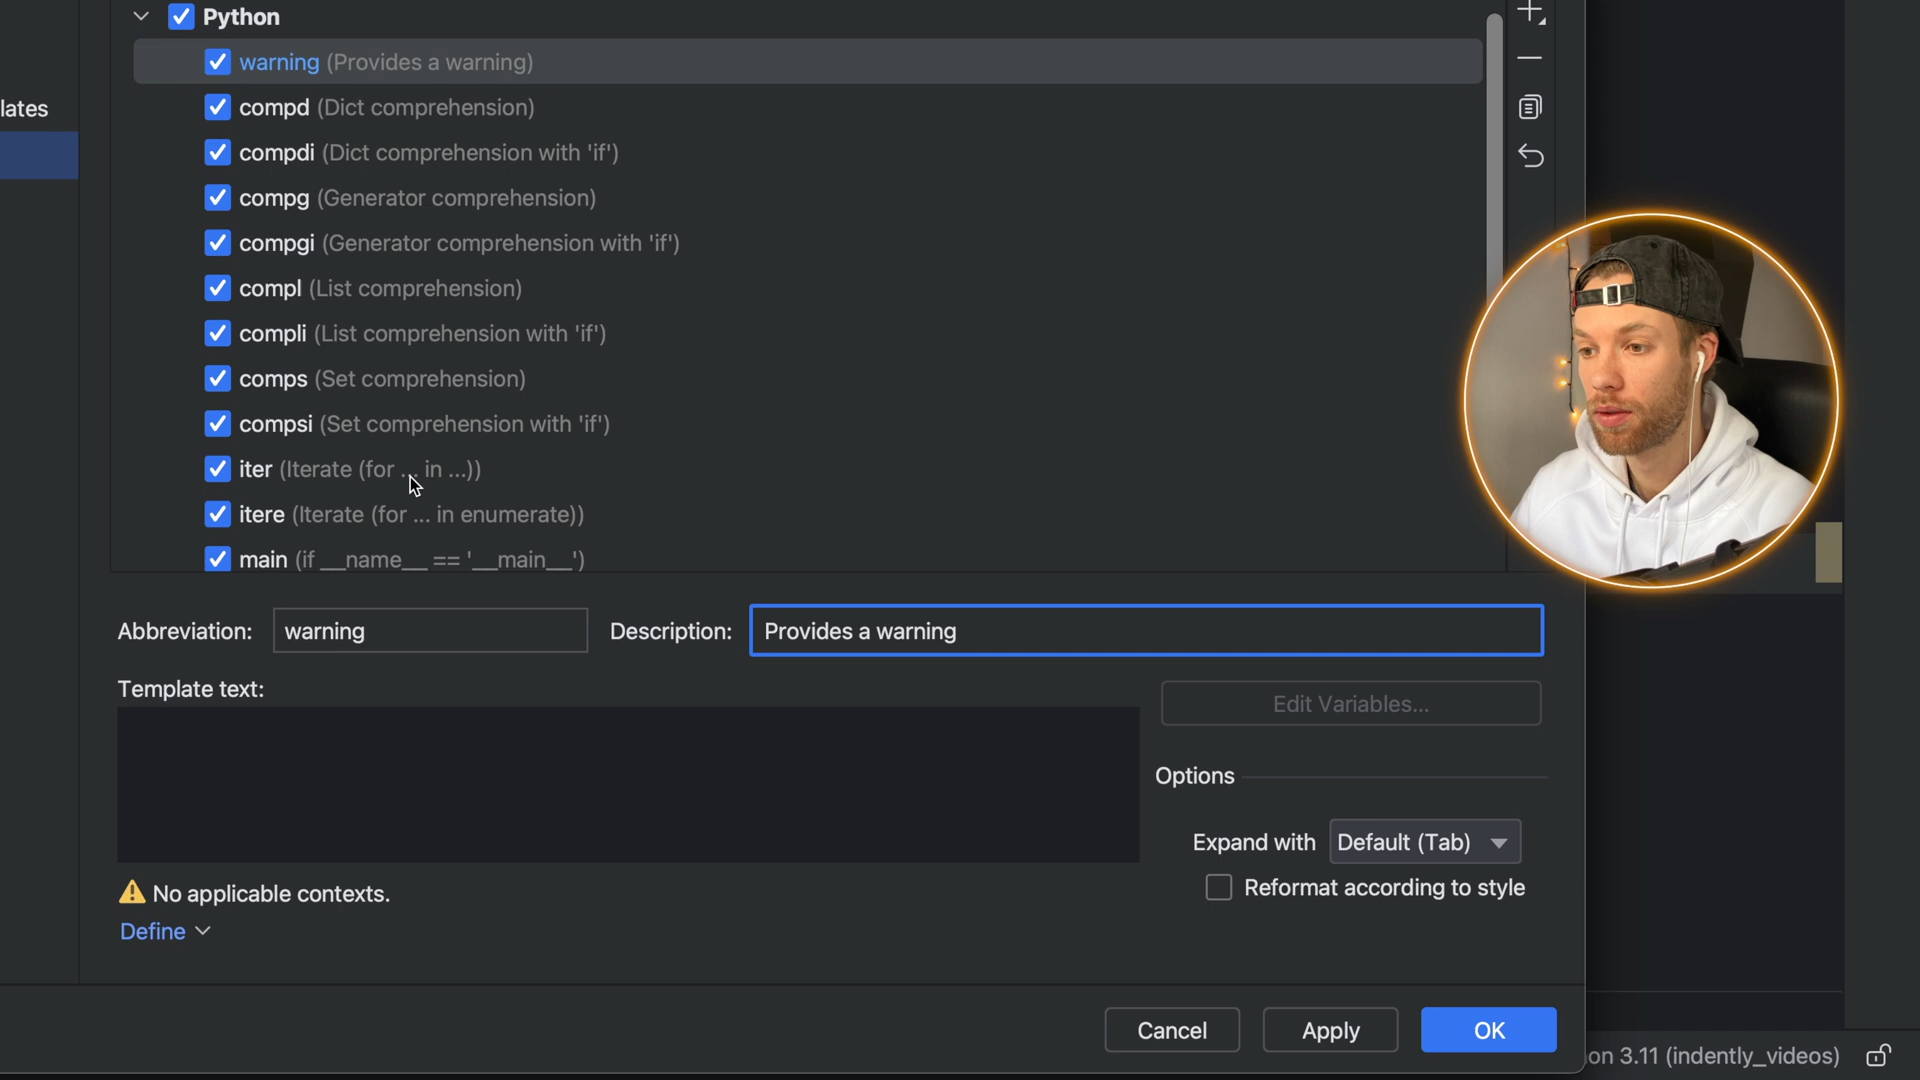 Python
warning (Provides a warning)
lates
compd (Dict comprehension)
compdi (Dict comprehension with 'if')
compg (Generator comprehension)
compgi (Generator comprehension with 'if')
compl (List comprehension)
compli (List comprehension with 'if')
comps (Set comprehension)
compsi (Set comprehension with 'if')
iter (Iterate (for ... in ...))
itere (Iterate (for ... in enumerate))
main (if __name__ == '__main__')
Abbreviation: warning Description: Provides a warning
Template text:
Edit Variables...
Options
Expand with Default (Tab)
No applicable contexts.
Reformat according to style
Define
Cancel Apply OK
on 3.11 (indently_videos)